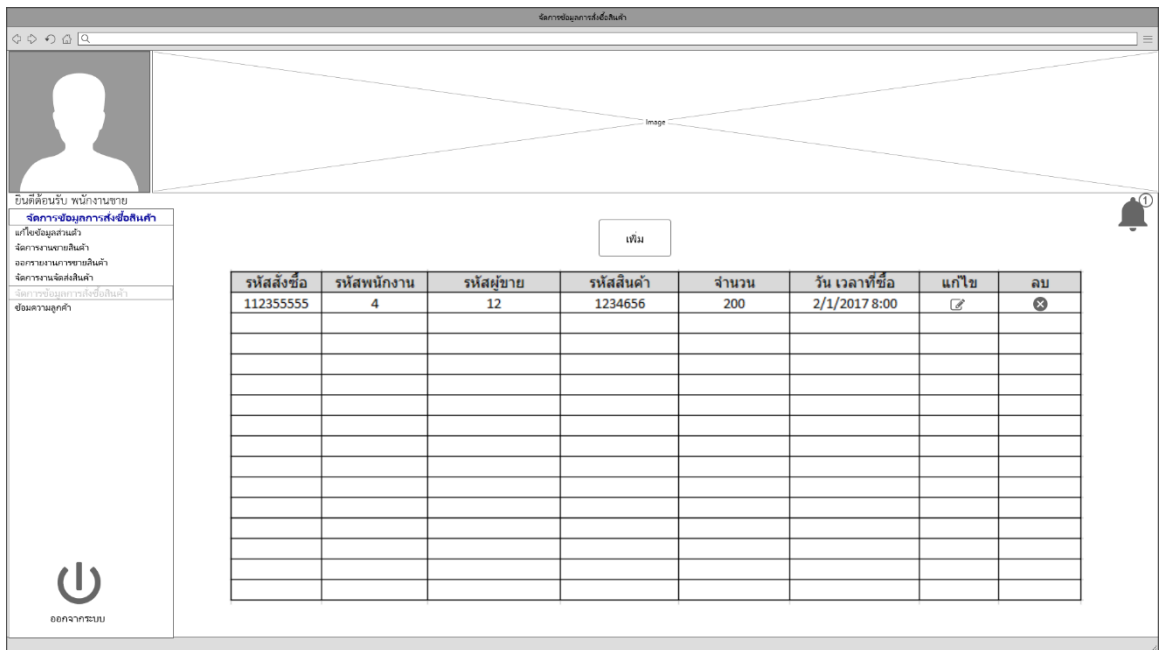 จัดการข้อมูลการสั่งซื้อสินค้า
Image
ยินดีต้อนรับ พนักงานขาย
จัดการข้อมูลการสั่งซื้อสินค้า
แก้ไขข้อมูลส่วนตัว
จัดการงานขายสินค้า
ออกรายงานการขายสินค้า
จัดการงานจัดส่งสินค้า
จัดการข้อมูลการสั่งซื้อสินค้า
ข้อความลูกค้า
ออกจากระบบ
1
เพิ่ม
รหัสสั่งซื้อ รหัสพนักงาน รหัสผู้ขาย รหัสสินค้า จำนวน วัน เวลาที่ซื้อ แก้ไข ลบ
112355555 4 12 1234656 200 2/1/2017 8:00